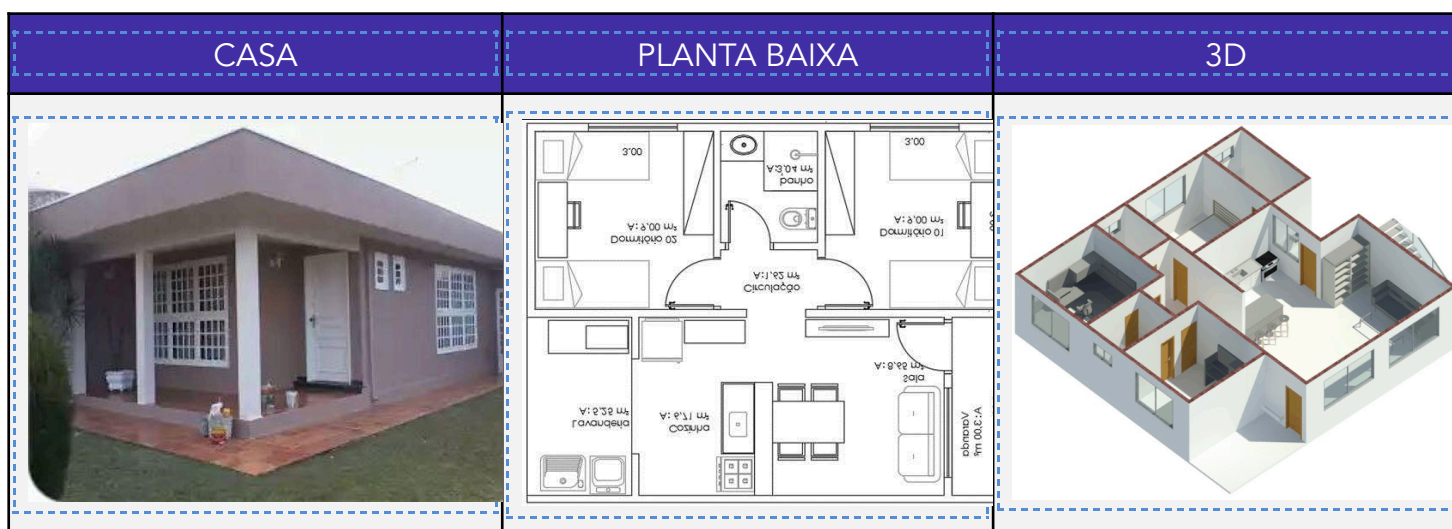 CASA
PLANTA BAIXA
3D
3.00
A:3,04 m²
banho
3.00
A: 9,00 m²
Dormitório 02
A: 9,00 m²
Dormitório 01
A:1,62 m²
Circulação
A: 8,65 m²
Sala
A: 5,25 m²
Lavanderia
A: 6,71 m²
Cozinha
Varanda
A: 3,00 m²